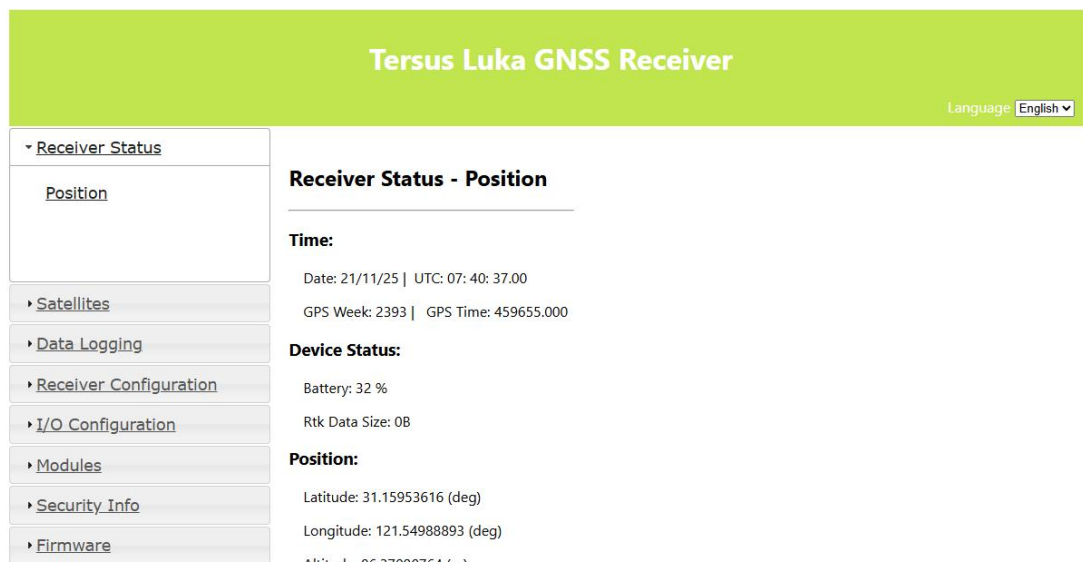 Tersus Luka GNSS Receiver
Language English
Receiver Status
Position
Satellites
Data Logging
Receiver Configuration
I/O Configuration
Modules
Security Info
Firmware
Receiver Status - Position
Time:
Date: 21/11/25 | UTC: 07: 40: 37.00
GPS Week: 2393 | GPS Time: 459655.000
Device Status:
Battery: 32 %
Rtk Data Size: 0B
Position:
Latitude: 31.15953616 (deg)
Longitude: 121.54988893 (deg)